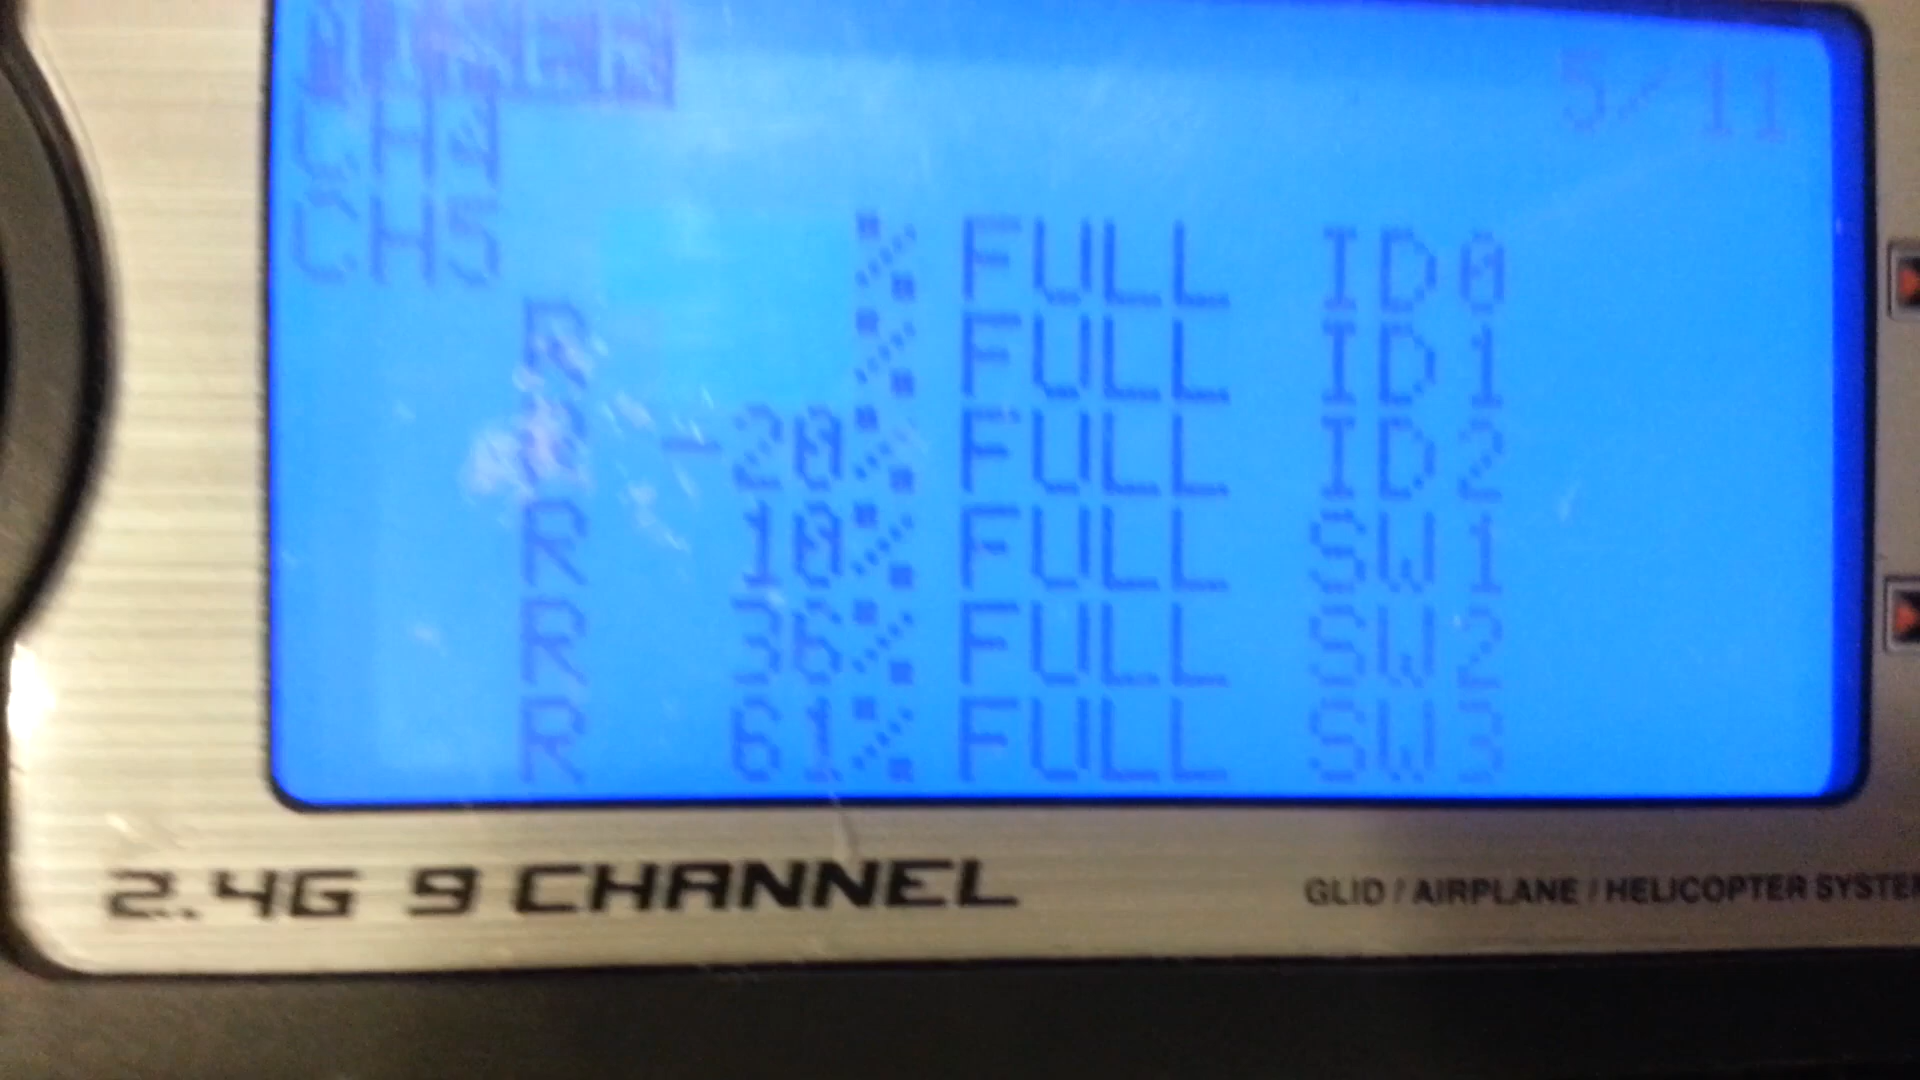 MIXER 5/11
CH4
CH5 % FULL ID0
R % FULL ID1
-20% FULL ID2
R 10% FULL SW1
R 36% FULL SW2
R 61% FULL SW3
2.4G 9 CHANNEL
GLID / AIRPLANE / HELICOPTER SYSTEM